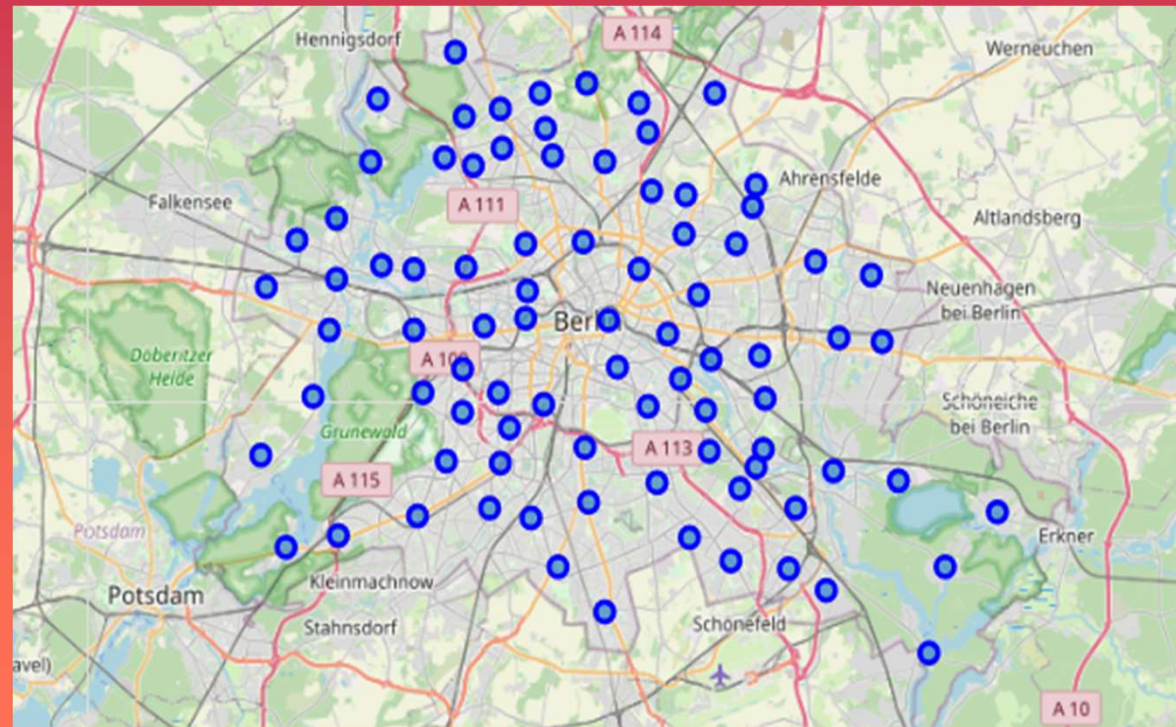 A 114
Hennigsdorf
Werneuchen
Ahrensfelde
Falkensee
A 111
Altlandsberg
Neuenhagen
bei Berlin
Berlin
Döberitzer
Heide
A 100
Schöneiche
bei Berlin
Grunewald
A 113
A 115
Potsdam
Erkner
Kleinmachnow
Potsdam
Stahnsdorf
Schönefeld
avel)
A 10